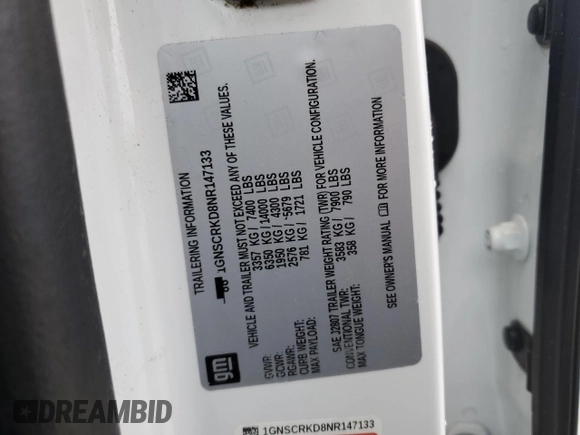 TRAILERING INFORMATION
1GNSCRKD8NR147133
VEHICLE AND TRAILER MUST NOT EXCEED ANY OF THESE VALUES.
GVWR: 3357 KG / 7400 LBS
GCWR: 6350 KG / 14000 LBS
RGAWR: 1950 KG / 4300 LBS
CURB WEIGHT: 2576 KG / -5679 LBS
MAX PAYLOAD: 781 KG / 1721 LBS
SAE J2807 TRAILER WEIGHT RATING (TWR) FOR VEHICLE CONFIGURATION.
CONVENTIONAL TWR: 3583 KG / 7900 LBS
MAX TONGUE WEIGHT: 358 KG / 790 LBS
SEE OWNER'S MANUAL FOR MORE INFORMATION
gm
1GNSCRKD8NR147133
DREAMBID